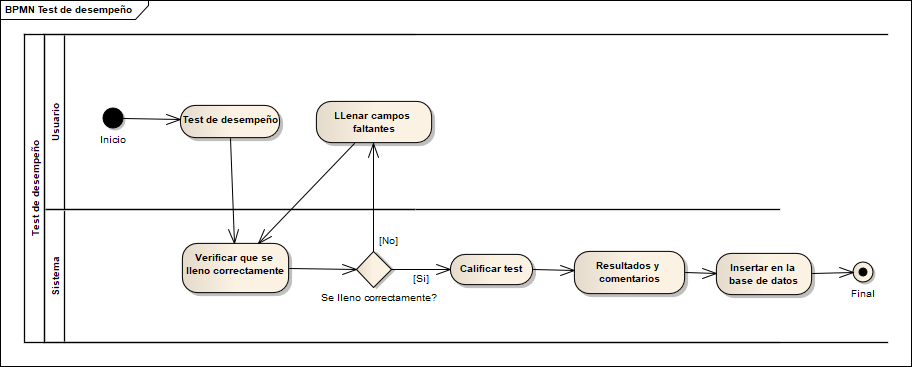 BPMN Test de desempeño
Test de desempeño
Usuario
Inicio
Test de desempeño
LLenar campos
faltantes
Sistema
Verificar que se
lleno correctamente
[No]
[Si]
Se lleno correctamente?
Calificar test
Resultados y
comentarios
Insertar en la
base de datos
Final